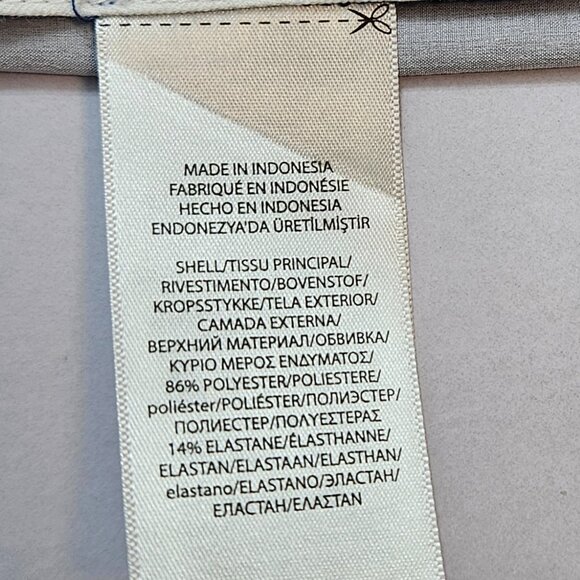 MADE IN INDONESIA
FABRIQUÉ EN INDONÉSIE
HECHO EN INDONESIA
ENDONEZYA'DA ÜRETİLMİŞTİR
SHELL/TISSU PRINCIPAL/
RIVESTIMENTO/BOVENSTOF/
KROPSSTYKKE/TELA EXTERIOR/
CAMADA EXTERNA/
ВЕРХНИЙ МАТЕРИАЛ/ОБВИВКА/
ΚΥΡΙΟ ΜΕΡΟΣ ΕΝΔΥΜΑΤΟΣ/
86% POLYESTER/POLIESTERE/
poliéster/POLIÉSTER/ПОЛИЭСТЕР/
ПОЛИЕСТЕР/ΠΟΛΥΕΣΤΕΡΑΣ
14% ELASTANE/ÉLASTHANNE/
ELASTAN/ELASTAAN/ELASTHAN/
elastano/ELASTANO/ЭЛАСТАН/
ЕЛАСТАН/ΕΛΑΣΤΑΝ